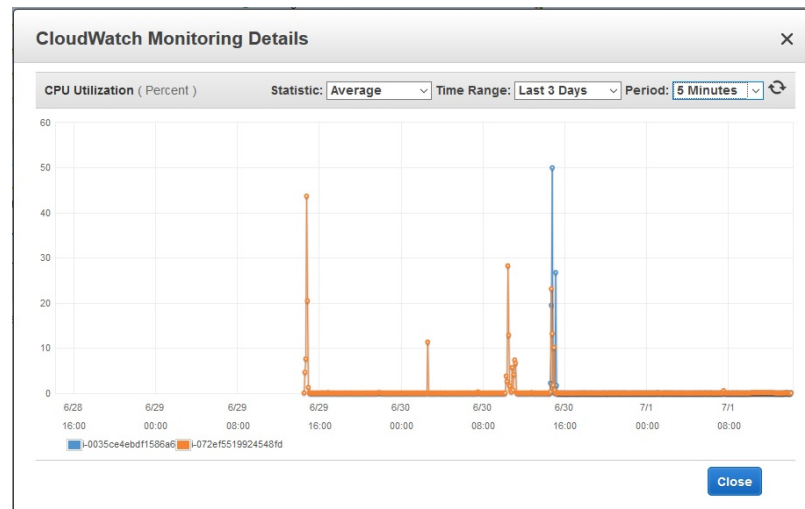 CloudWatch Monitoring Details ×
CPU Utilization ( Percent ) Statistic: Average Time Range: Last 3 Days Period: 5 Minutes
60
50
40
30
20
10
0
6/28 6/29 6/29 6/29 6/30 6/30 6/30 7/1 7/1
16:00 00:00 08:00 16:00 00:00 08:00 16:00 00:00 08:00
i-0035ce4ebdf1586a6 i-072ef5519924548fd
Close